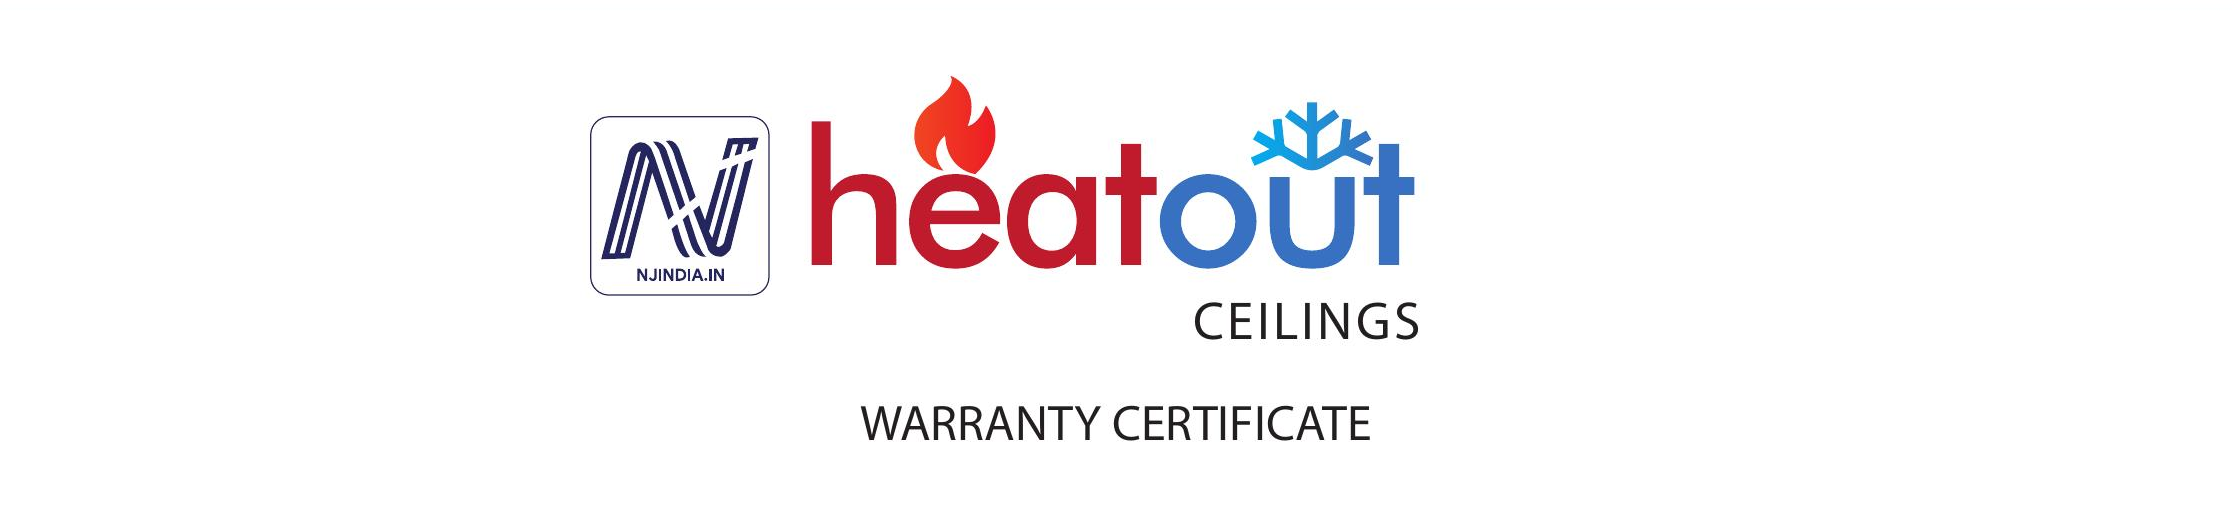 NJINDIA.IN
heatout
CEILINGS
WARRANTY CERTIFICATE